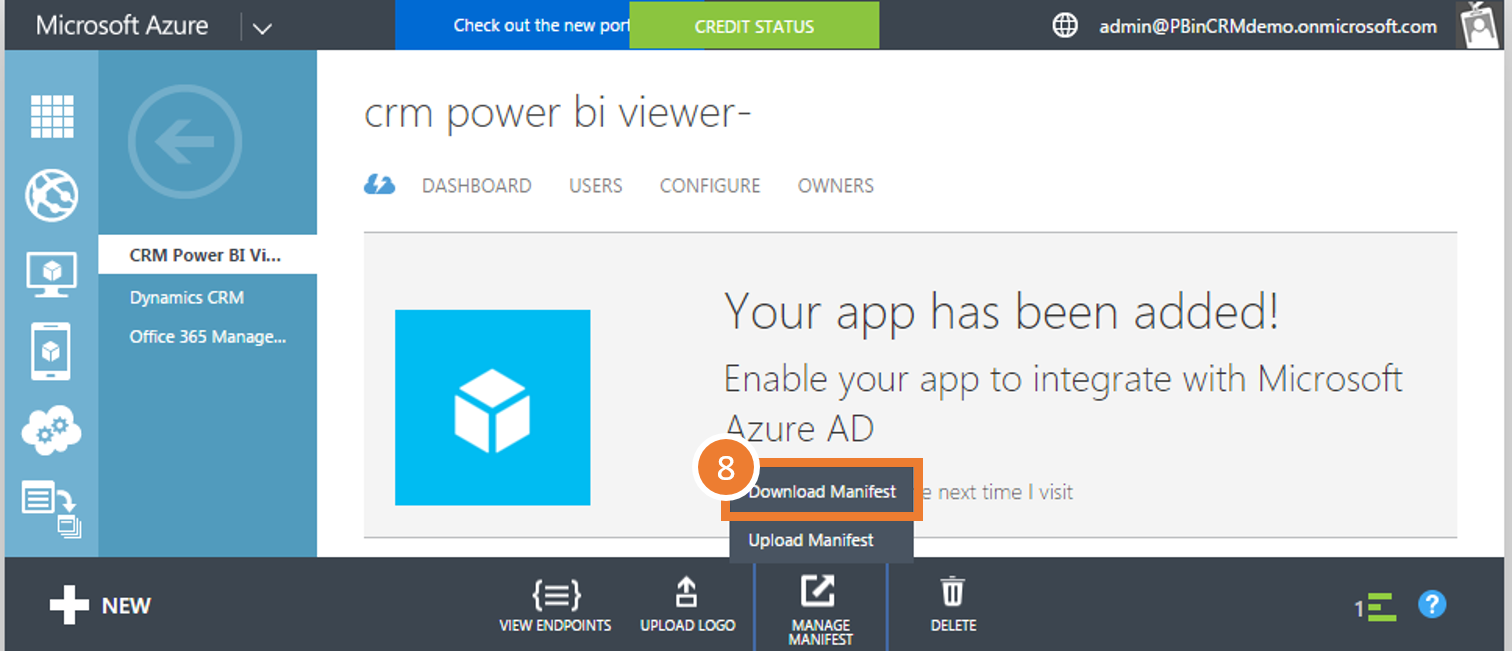 Microsoft Azure
Check out the new port
CREDIT STATUS
admin@PBinCRMdemo.onmicrosoft.com
crm power bi viewer-
DASHBOARD
USERS
CONFIGURE
OWNERS
CRM Power BI Vi...
Dynamics CRM
Office 365 Manage...
Your app has been added!
Enable your app to integrate with Microsoft
Azure AD
8
Download Manifest
e next time I visit
Upload Manifest
NEW
VIEW ENDPOINTS
UPLOAD LOGO
MANAGE
MANIFEST
DELETE
1
?